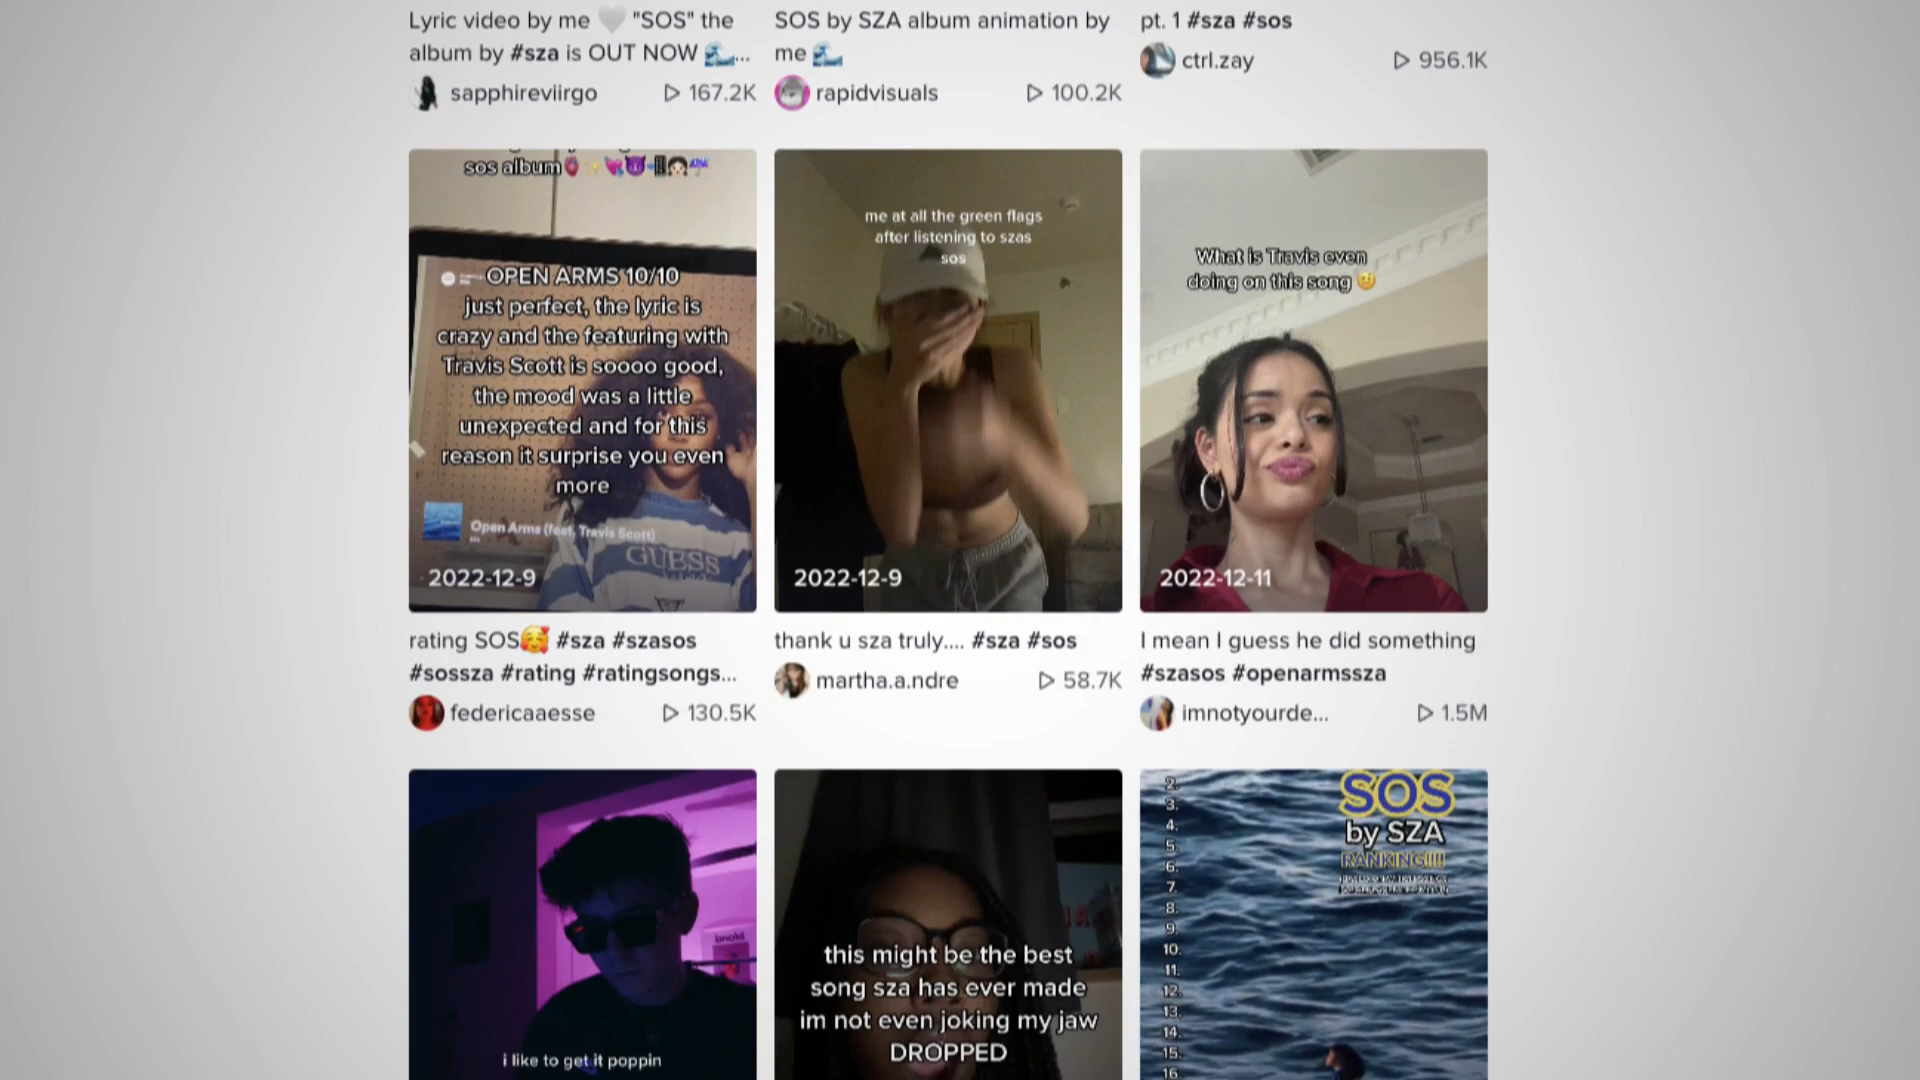 Lyric video by me 🤍 "SOS" the
album by #sza is OUT NOW 🌊...
sapphireviirgo
167.2K
SOS by SZA album animation by
me 🌊
rapidvisuals
100.2K
pt. 1 #sza #sos
ctrl.zay
956.1K
sos album
OPEN ARMS 10/10
just perfect, the lyric is
crazy and the featuring with
Travis Scott is soooo good,
the mood was a little
unexpected and for this
reason it surprise you even
more
Open Arms (feat. Travis Scott)
GUESS
2022-12-9
rating SOS🥰 #sza #szasos
#sossza #rating #ratingsongs...
federicaaesse
130.5K
me at all the green flags
after listening to szas
sos
2022-12-9
thank u sza truly.... #sza #sos
martha.a.ndre
58.7K
What is Travis even
doing on this song 🤨
2022-12-11
I mean I guess he did something
#szasos #openarmssza
imnotyourde...
1.5M
i like to get it poppin
this might be the best
song sza has ever made
im not even joking my jaw
DROPPED
SOS
by SZA
RANKING!!!!
2.
3.
4.
5.
6.
7.
8.
9.
10.
11.
12.
13.
14.
15.
16.